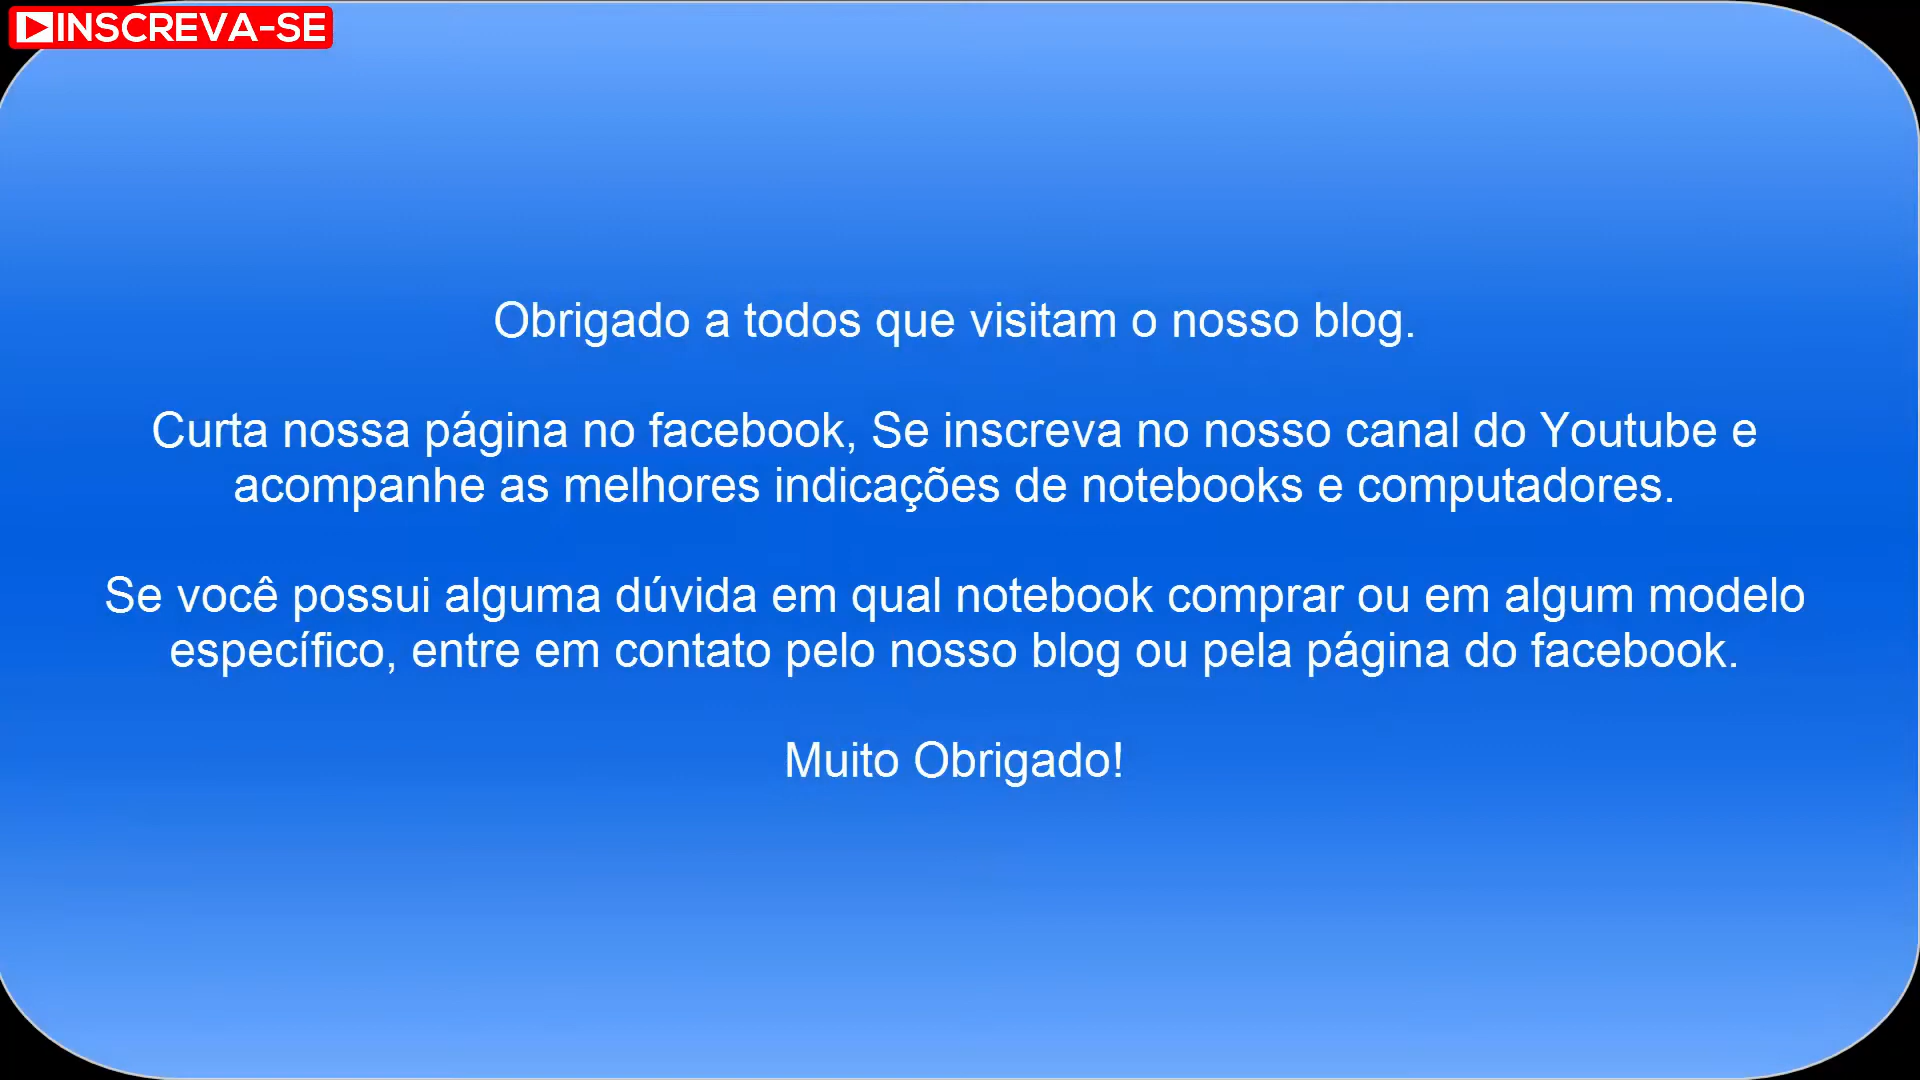 INSCREVA-SE
Obrigado a todos que visitam o nosso blog.
Curta nossa página no facebook, Se inscreva no nosso canal do Youtube e
acompanhe as melhores indicações de notebooks e computadores.
Se você possui alguma dúvida em qual notebook comprar ou em algum modelo
específico, entre em contato pelo nosso blog ou pela página do facebook.
Muito Obrigado!